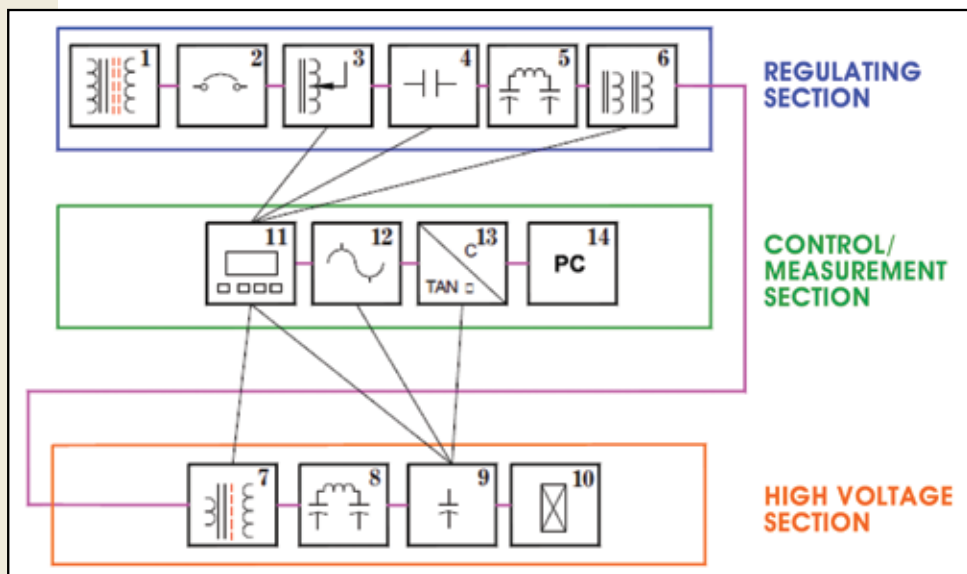 1 2 3 4 5 6
REGULATING
SECTION
11 12 13 14
C
TAN □
PC
CONTROL/
MEASUREMENT
SECTION
7 8 9 10
HIGH VOLTAGE
SECTION